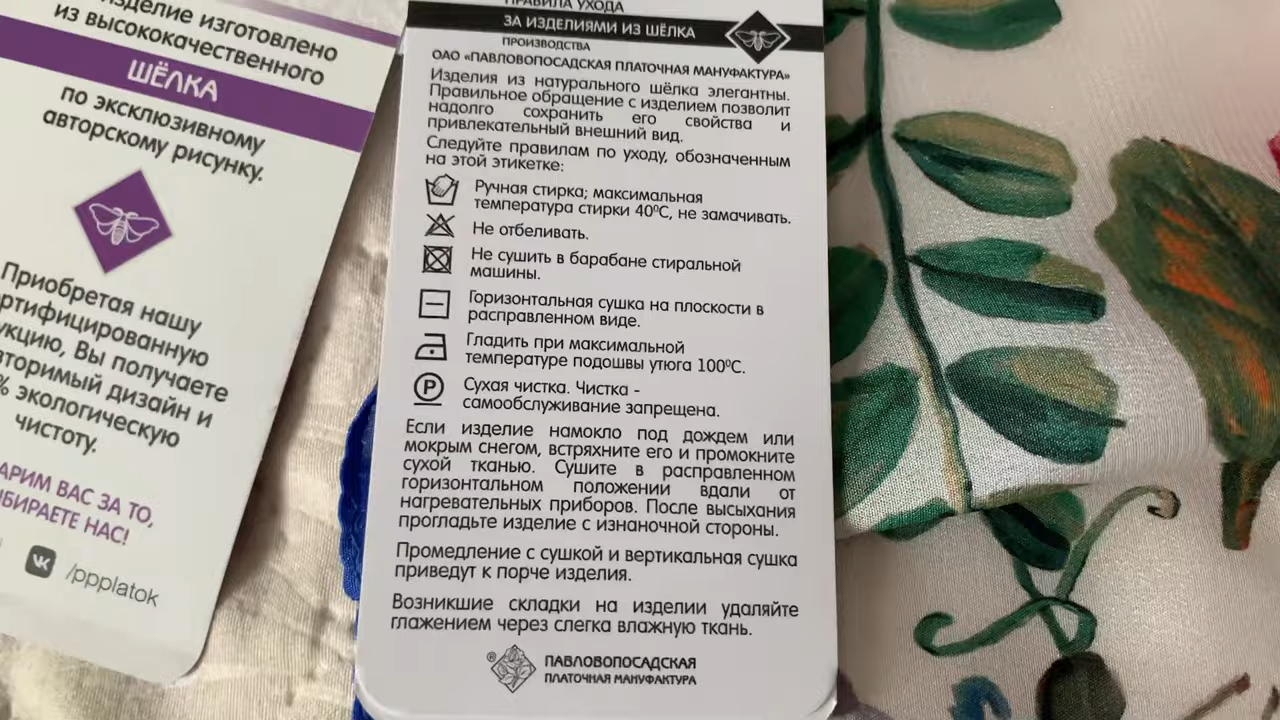 изделие изготовлено
из высококачественного
ШЁЛКА
по эксклюзивному
авторскому рисунку.
Приобретая нашу
укцию, Вы получаете
дизайн и
% экологическую
чистоту.
ВАС ЗА ТО,
НАС!
/ppplatok
ПРАВИЛА УХОДА
ЗА ИЗДЕЛИЯМИ ИЗ ШЁЛКА
ПРОИЗВОДСТВА
ОАО «ПАВЛОВОПОСАДСКАЯ ПЛАТОЧНАЯ МАНУФАКТУРА»
Изделия из натурального шёлка элегантны.
Правильное обращение с изделием позволит
надолго сохранить его свойства и
привлекательный внешний вид.
Следуйте правилам по уходу, обозначенным
на этой этикетке:
Ручная стирка; максимальная
температура стирки 40⁰С, не замачивать.
Не отбеливать.
Не сушить в барабане стиральной
машины.
Горизонтальная сушка на плоскости в
расправленном виде.
Гладить при максимальной
температуре подошвы утюга 100⁰С.
P
Сухая чистка. Чистка -
самообслуживание запрещена.
Если изделие намокло под дождем или
мокрым снегом, встряхните его и промокните
сухой тканью. Сушите в расправленном
горизонтальном положении вдали от
нагревательных приборов. После высыхания
прогладьте изделие с изнаночной стороны.
Промедление с сушкой и вертикальная сушка
приведут к порче изделия.
Возникшие складки на изделии удаляйте
глажением через слегка влажную ткань.
® ПАВЛОВОПОСАДСКАЯ
ПЛАТОЧНАЯ МАНУФАКТУРА